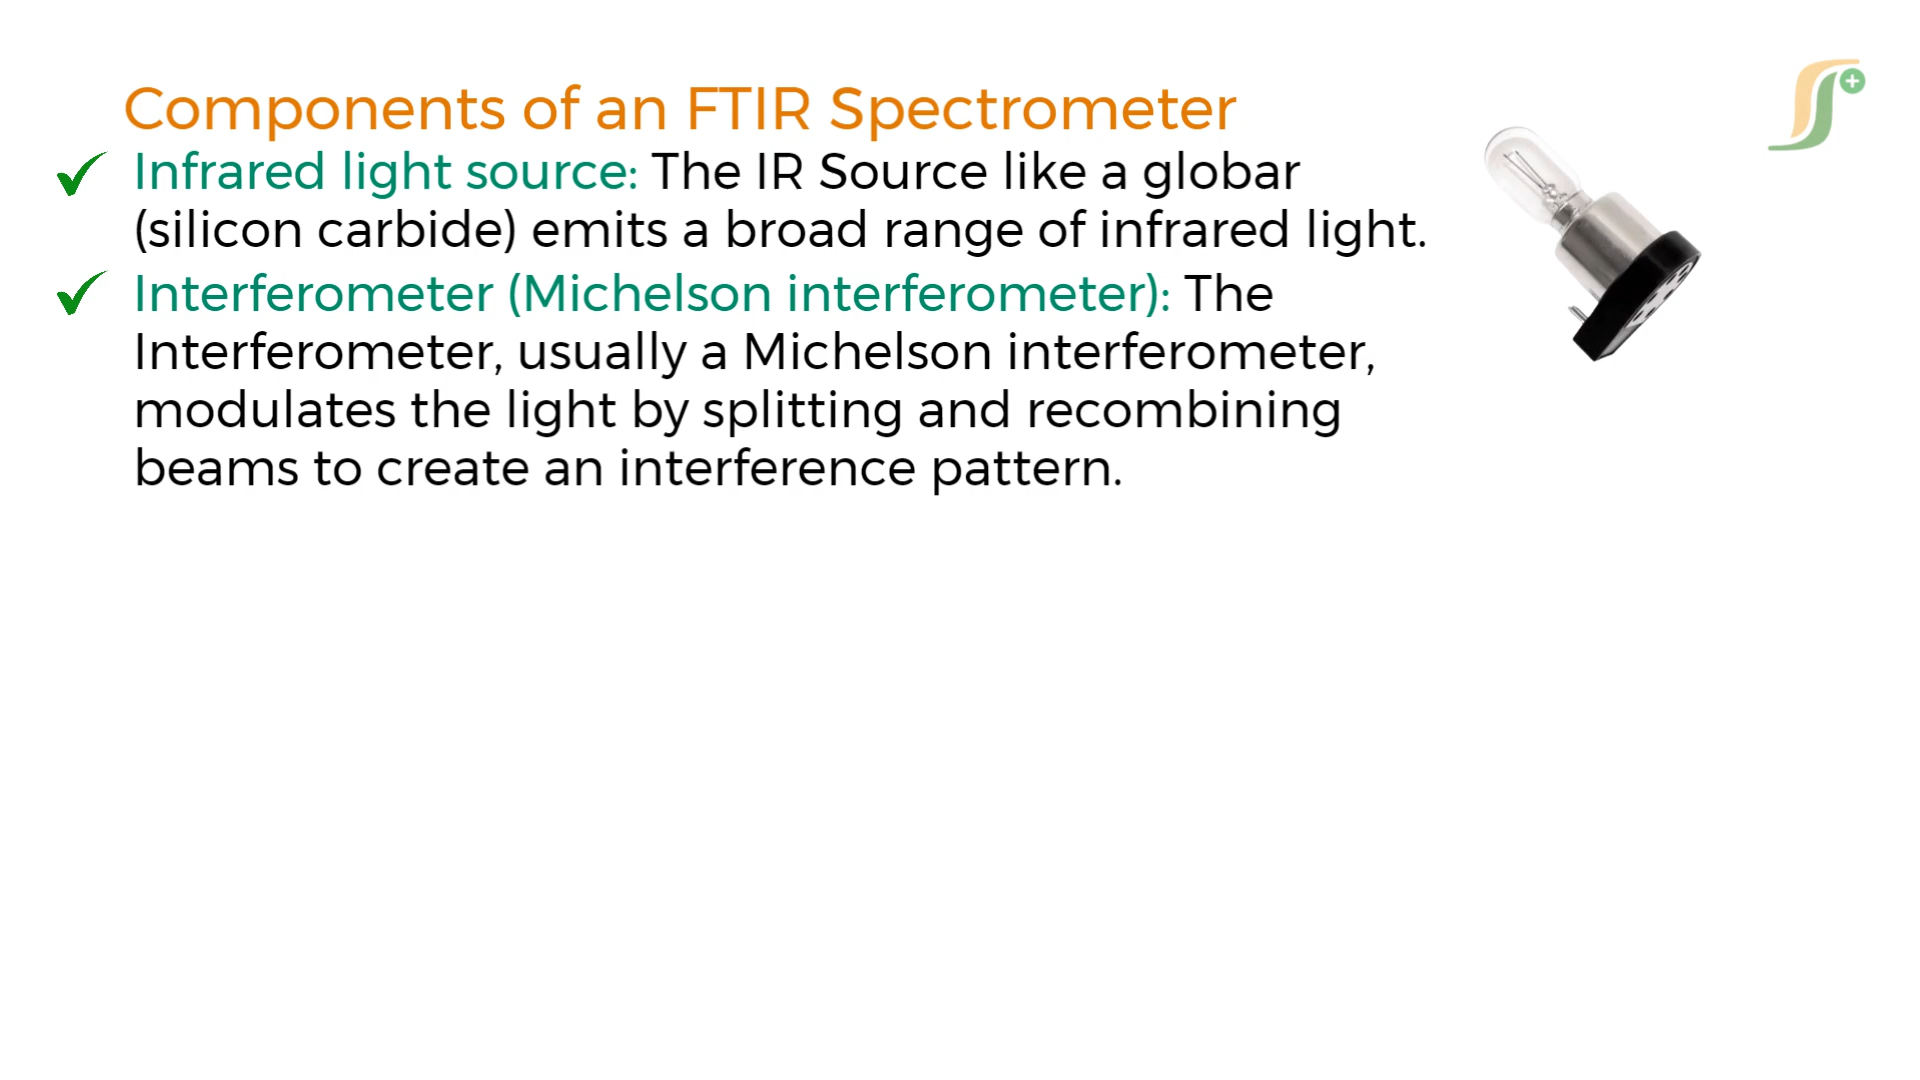 Components of an FTIR Spectrometer
Infrared light source: The IR Source like a globar
(silicon carbide) emits a broad range of infrared light.
Interferometer (Michelson interferometer): The
Interferometer, usually a Michelson interferometer,
modulates the light by splitting and recombining
beams to create an interference pattern.